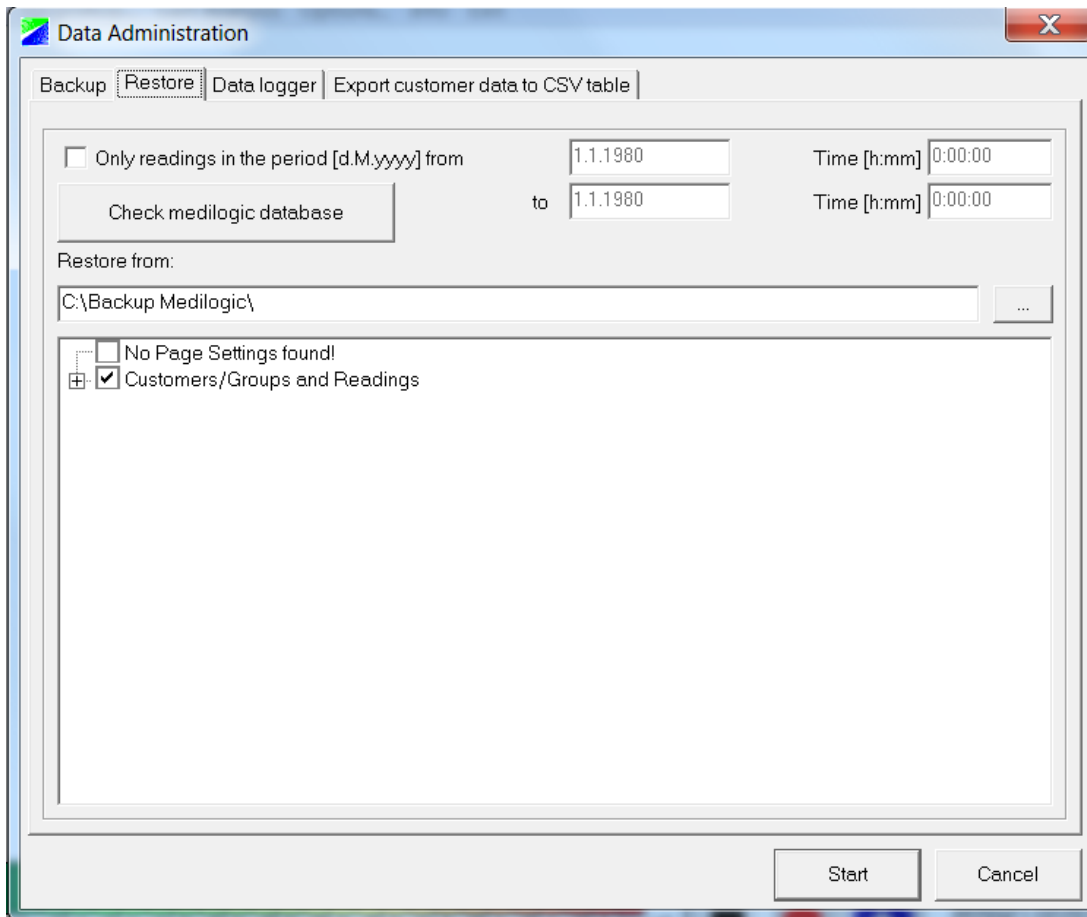 Data Administration
X
Backup Restore Data logger Export customer data to CSV table
Only readings in the period [d.M.yyyy] from 1.1.1980 Time [h:mm] 0:00:00
Check medilogic database to 1.1.1980 Time [h:mm] 0:00:00
Restore from:
C:\Backup Medilogic\ ...
No Page Settings found!
Customers/Groups and Readings
Start Cancel